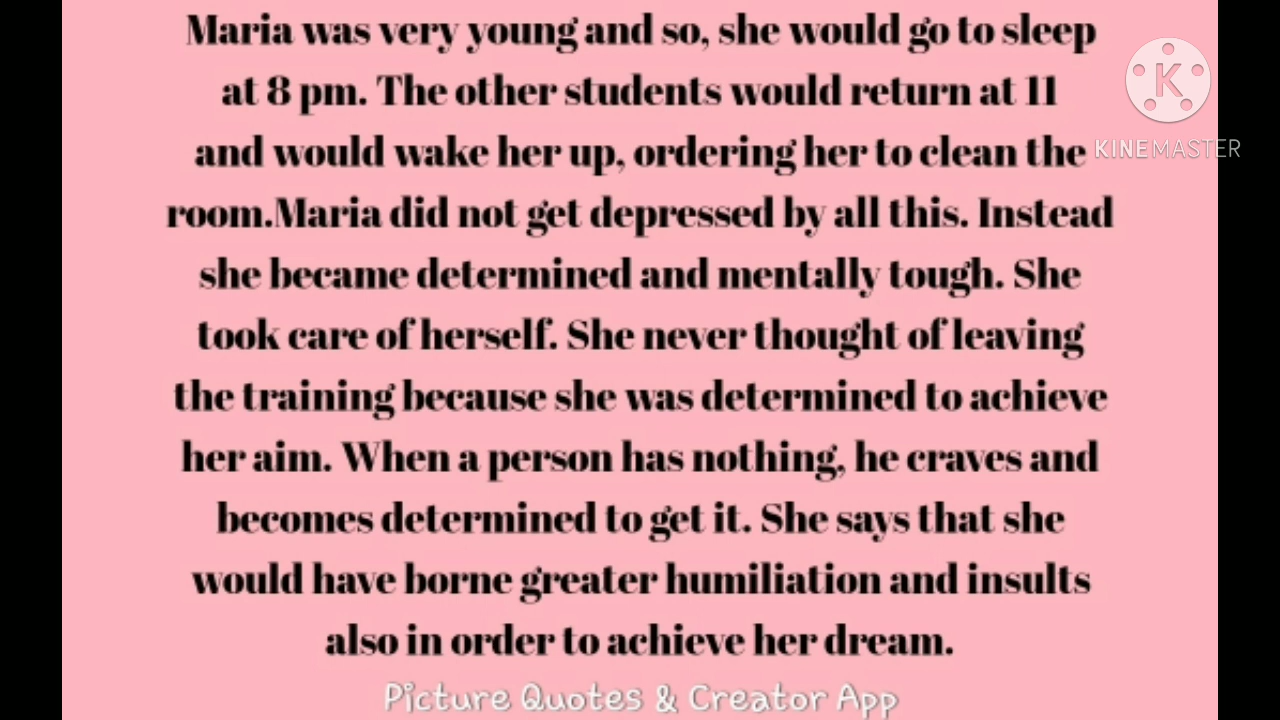 Maria was very young and so, she would go to sleep
at 8 pm. The other students would return at 11
and would wake her up, ordering her to clean the
room.Maria did not get depressed by all this. Instead
she became determined and mentally tough. She
took care of herself. She never thought of leaving
the training because she was determined to achieve
her aim. When a person has nothing, he craves and
becomes determined to get it. She says that she
would have borne greater humiliation and insults
also in order to achieve her dream.
Picture Quotes & Creator App
K
KINEMASTER